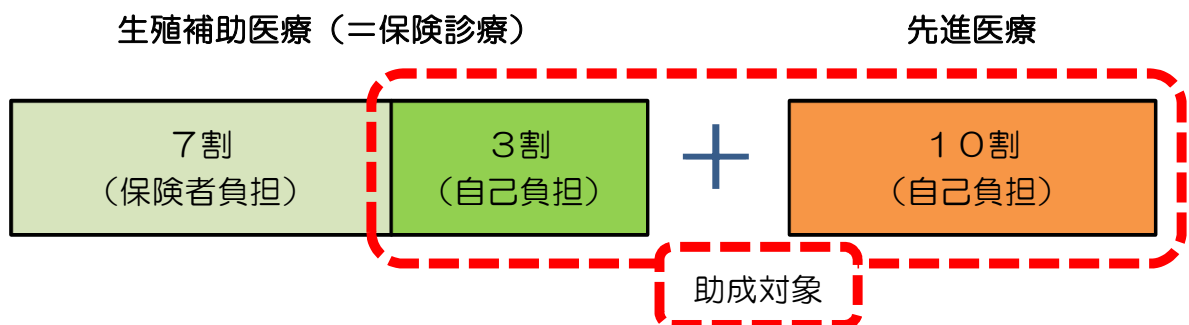 生殖補助医療（＝保険診療）
先進医療
７割
（保険者負担）
３割
（自己負担）
＋
１０割
（自己負担）
助成対象